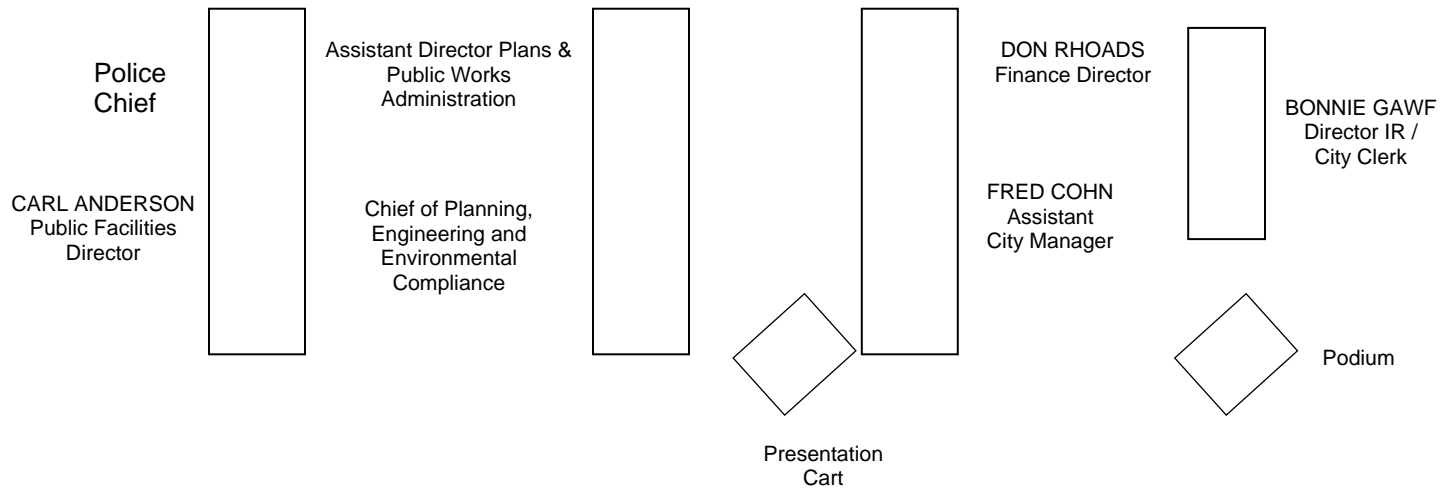 Police
Chief
Assistant Director Plans &
Public Works
Administration
DON RHOADS
Finance Director
BONNIE GAWF
Director IR /
City Clerk
CARL ANDERSON
Public Facilities
Director
Chief of Planning,
Engineering and
Environmental
Compliance
FRED COHN
Assistant
City Manager
Podium
Presentation
Cart